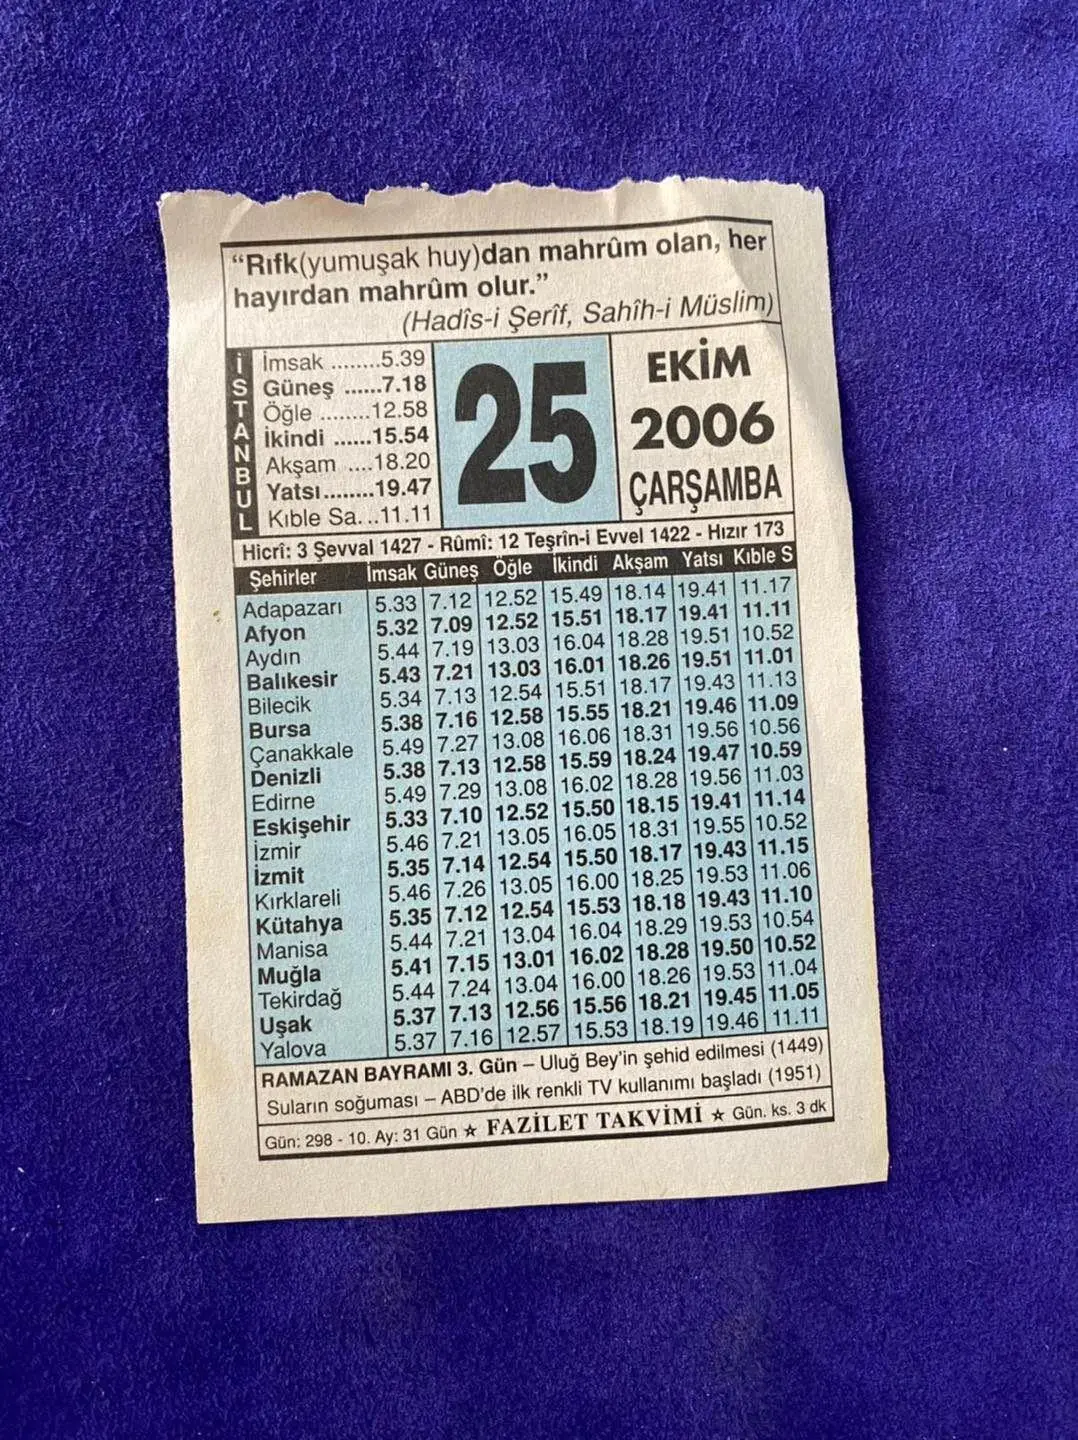 “Rıfk(yumuşak huy)dan mahrûm olan, her
hayırdan mahrûm olur.”
(Hadîs-i Şerîf, Sahîh-i Müslim)
İSTANBUL
İmsak ........5.39
Güneş ......7.18
Öğle ........12.58
İkindi ......15.54
Akşam ....18.20
Yatsı........19.47
Kıble Sa...11.11
25
EKİM
2006
ÇARŞAMBA
Hicrî: 3 Şevval 1427 - Rûmî: 12 Teşrîn-i Evvel 1422 - Hızır 173
Şehirler İmsak Güneş Öğle İkindi Akşam Yatsı Kıble S
Adapazarı 5.33 7.12 12.52 15.49 18.14 19.41 11.17
Afyon 5.32 7.09 12.52 15.51 18.17 19.41 11.11
Aydın 5.44 7.19 13.03 16.04 18.28 19.51 10.52
Balıkesir 5.43 7.21 13.03 16.01 18.26 19.51 11.01
Bilecik 5.34 7.13 12.54 15.51 18.17 19.43 11.13
Bursa 5.38 7.16 12.58 15.55 18.21 19.46 11.09
Çanakkale 5.49 7.27 13.08 16.06 18.31 19.56 10.56
Denizli 5.38 7.13 12.58 15.59 18.24 19.47 10.59
Edirne 5.49 7.29 13.08 16.02 18.28 19.56 11.03
Eskişehir 5.33 7.10 12.52 15.50 18.15 19.41 11.14
İzmir 5.46 7.21 13.05 16.05 18.31 19.55 10.52
İzmit 5.35 7.14 12.54 15.50 18.17 19.43 11.15
Kırklareli 5.46 7.26 13.05 16.00 18.25 19.53 11.06
Kütahya 5.35 7.12 12.54 15.53 18.18 19.43 11.10
Manisa 5.44 7.21 13.04 16.04 18.29 19.53 10.54
Muğla 5.41 7.15 13.01 16.02 18.28 19.50 10.52
Tekirdağ 5.44 7.24 13.04 16.00 18.26 19.53 11.04
Uşak 5.37 7.13 12.56 15.56 18.21 19.45 11.05
Yalova 5.37 7.16 12.57 15.53 18.19 19.46 11.11
RAMAZAN BAYRAMI 3. Gün – Uluğ Bey’in şehid edilmesi (1449)
Suların soğuması – ABD’de ilk renkli TV kullanımı başladı (1951)
Gün: 298 - 10. Ay: 31 Gün ★ FAZİLET TAKVİMİ ★ Gün. ks. 3 dk